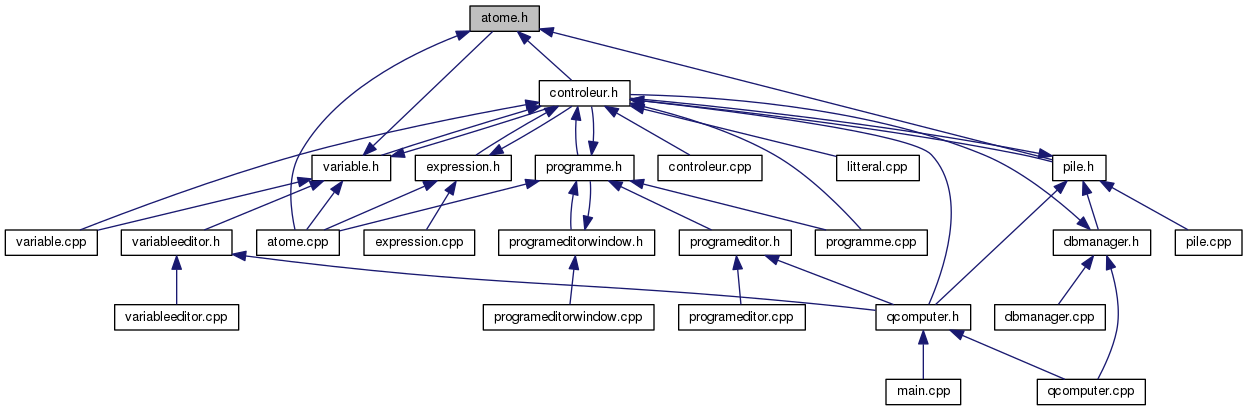 atome.h
controleur.h
variable.h
expression.h
programme.h
controleur.cpp
litteral.cpp
pile.h
variable.cpp
variableeditor.h
atome.cpp
expression.cpp
programeditorwindow.h
programeditor.h
programme.cpp
dbmanager.h
pile.cpp
variableeditor.cpp
programeditorwindow.cpp
programeditor.cpp
qcomputer.h
dbmanager.cpp
main.cpp
qcomputer.cpp